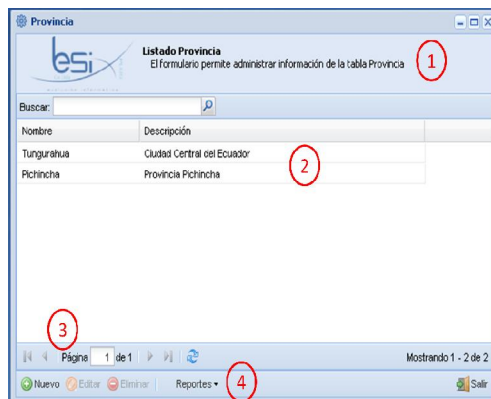 Provincia
besix
Listado Provincia
El formulario permite administrar información de la tabla Provincia
1
Buscar:
Nombre Descripción
Tungurahua Ciudad Central del Ecuador
2
Pichincha Provincia Pichincha
3
Página 1 de 1 Mostrando 1 - 2 de 2
Nuevo Editar Eliminar Reportes 4 Salir